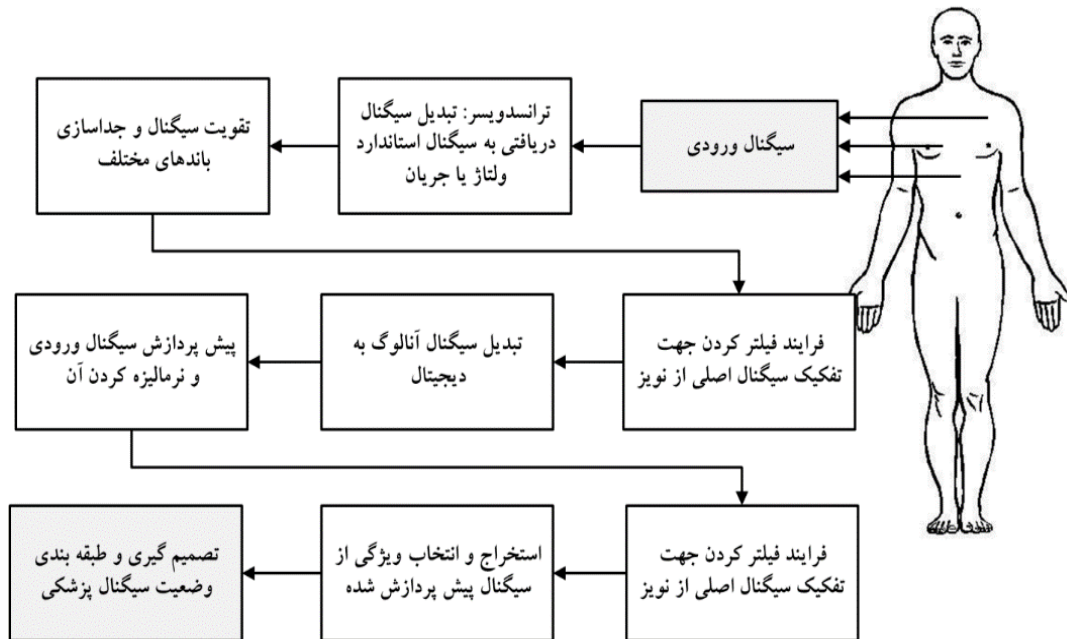 سیگنال ورودی
ترانسدویسر: تبدیل سیگنال
دریافتی به سیگنال استاندارد
ولتاژ یا جریان
تقویت سیگنال و جداسازی
باندهای مختلف
فرایند فیلتر کردن جهت
تفکیک سیگنال اصلی از نویز
تبدیل سیگنال آنالوگ به
دیجیتال
پیش پردازش سیگنال ورودی
و نرمالیزه کردن آن
فرایند فیلتر کردن جهت
تفکیک سیگنال اصلی از نویز
استخراج و انتخاب ویژگی از
سیگنال پیش پردازش شده
تصمیم گیری و طبقه بندی
وضعیت سیگنال پزشکی